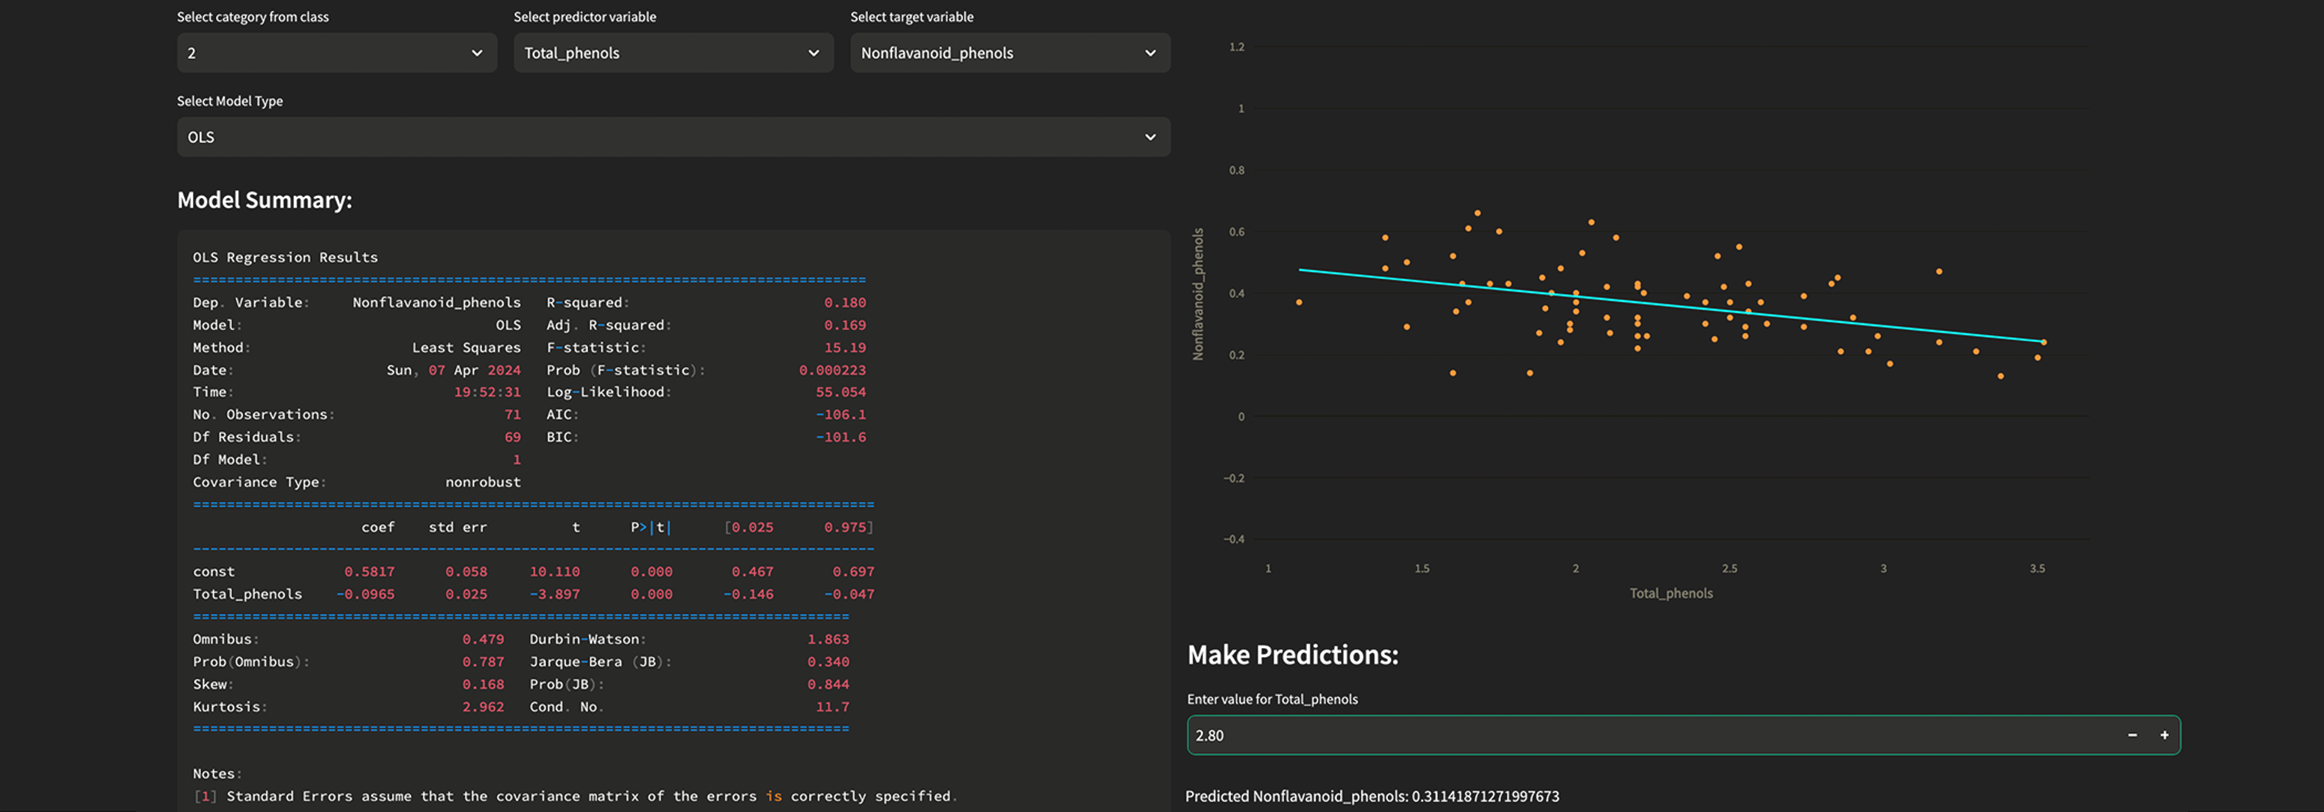 Select category from class
2
Select predictor variable
Total_phenols
Select target variable
Nonflavanoid_phenols
Select Model Type
OLS
Model Summary:
OLS Regression Results
==============================================================================
Dep. Variable: Nonflavanoid_phenols R-squared: 0.180
Model: OLS Adj. R-squared: 0.169
Method: Least Squares F-statistic: 15.19
Date: Sun, 07 Apr 2024 Prob (F-statistic): 0.000223
Time: 19:52:31 Log-Likelihood: 55.054
No. Observations: 71 AIC: -106.1
Df Residuals: 69 BIC: -101.6
Df Model: 1
Covariance Type: nonrobust
==============================================================================
coef std err t P>|t| [0.025 0.975]
------------------------------------------------------------------------------
const 0.5817 0.058 10.110 0.000 0.467 0.697
Total_phenols -0.0965 0.025 -3.897 0.000 -0.146 -0.047
==============================================================================
Omnibus: 0.479 Durbin-Watson: 1.863
Prob(Omnibus): 0.787 Jarque-Bera (JB): 0.340
Skew: 0.168 Prob(JB): 0.844
Kurtosis: 2.962 Cond. No. 11.7
==============================================================================
Notes:
[1] Standard Errors assume that the covariance matrix of the errors is correctly specified.
1.2
1
0.8
0.6
0.4
0.2
0
−0.2
−0.4
Nonflavanoid_phenols
1 1.5 2 2.5 3 3.5
Total_phenols
Make Predictions:
Enter value for Total_phenols
2.80 − +
Predicted Nonflavanoid_phenols: 0.31141871271997673